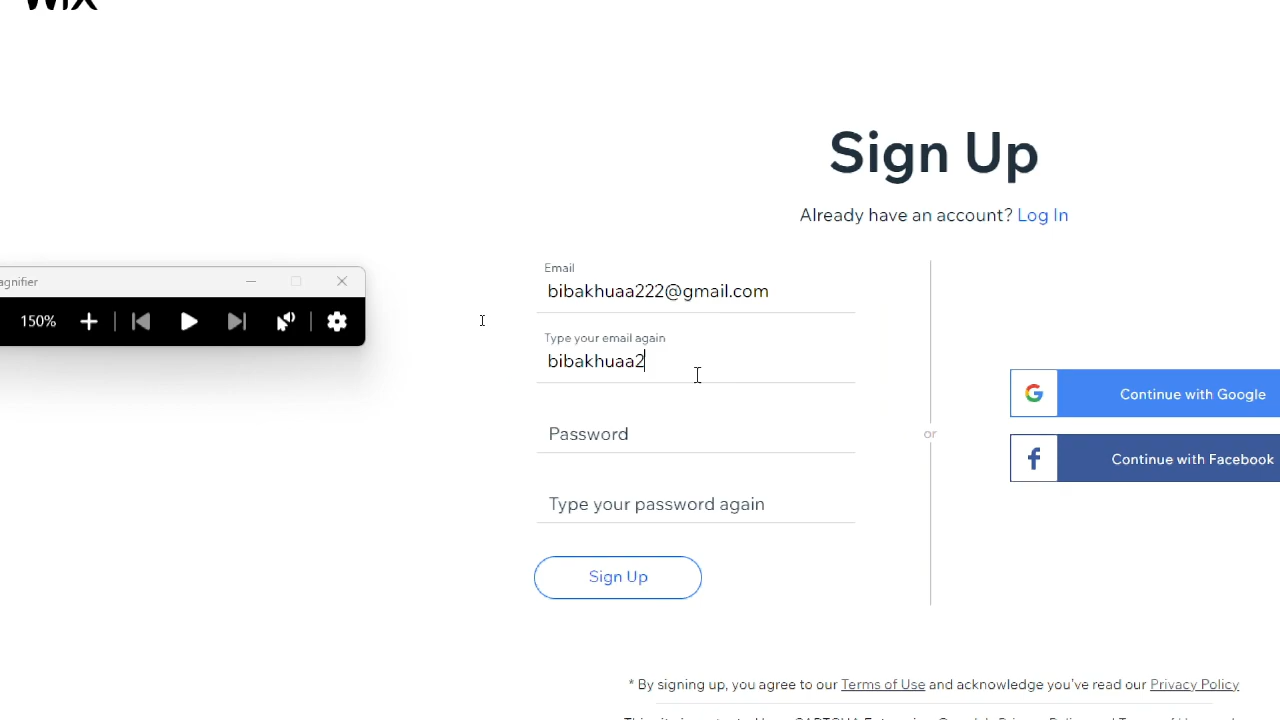 Wix
Sign Up
Already have an account? Log In
agnifier
150%
Email
bibakhuaa222@gmail.com
Type your email again
bibakhuaa2
Password
Type your password again
Sign Up
or
Continue with Google
Continue with Facebook
* By signing up, you agree to our Terms of Use and acknowledge you've read our Privacy Policy